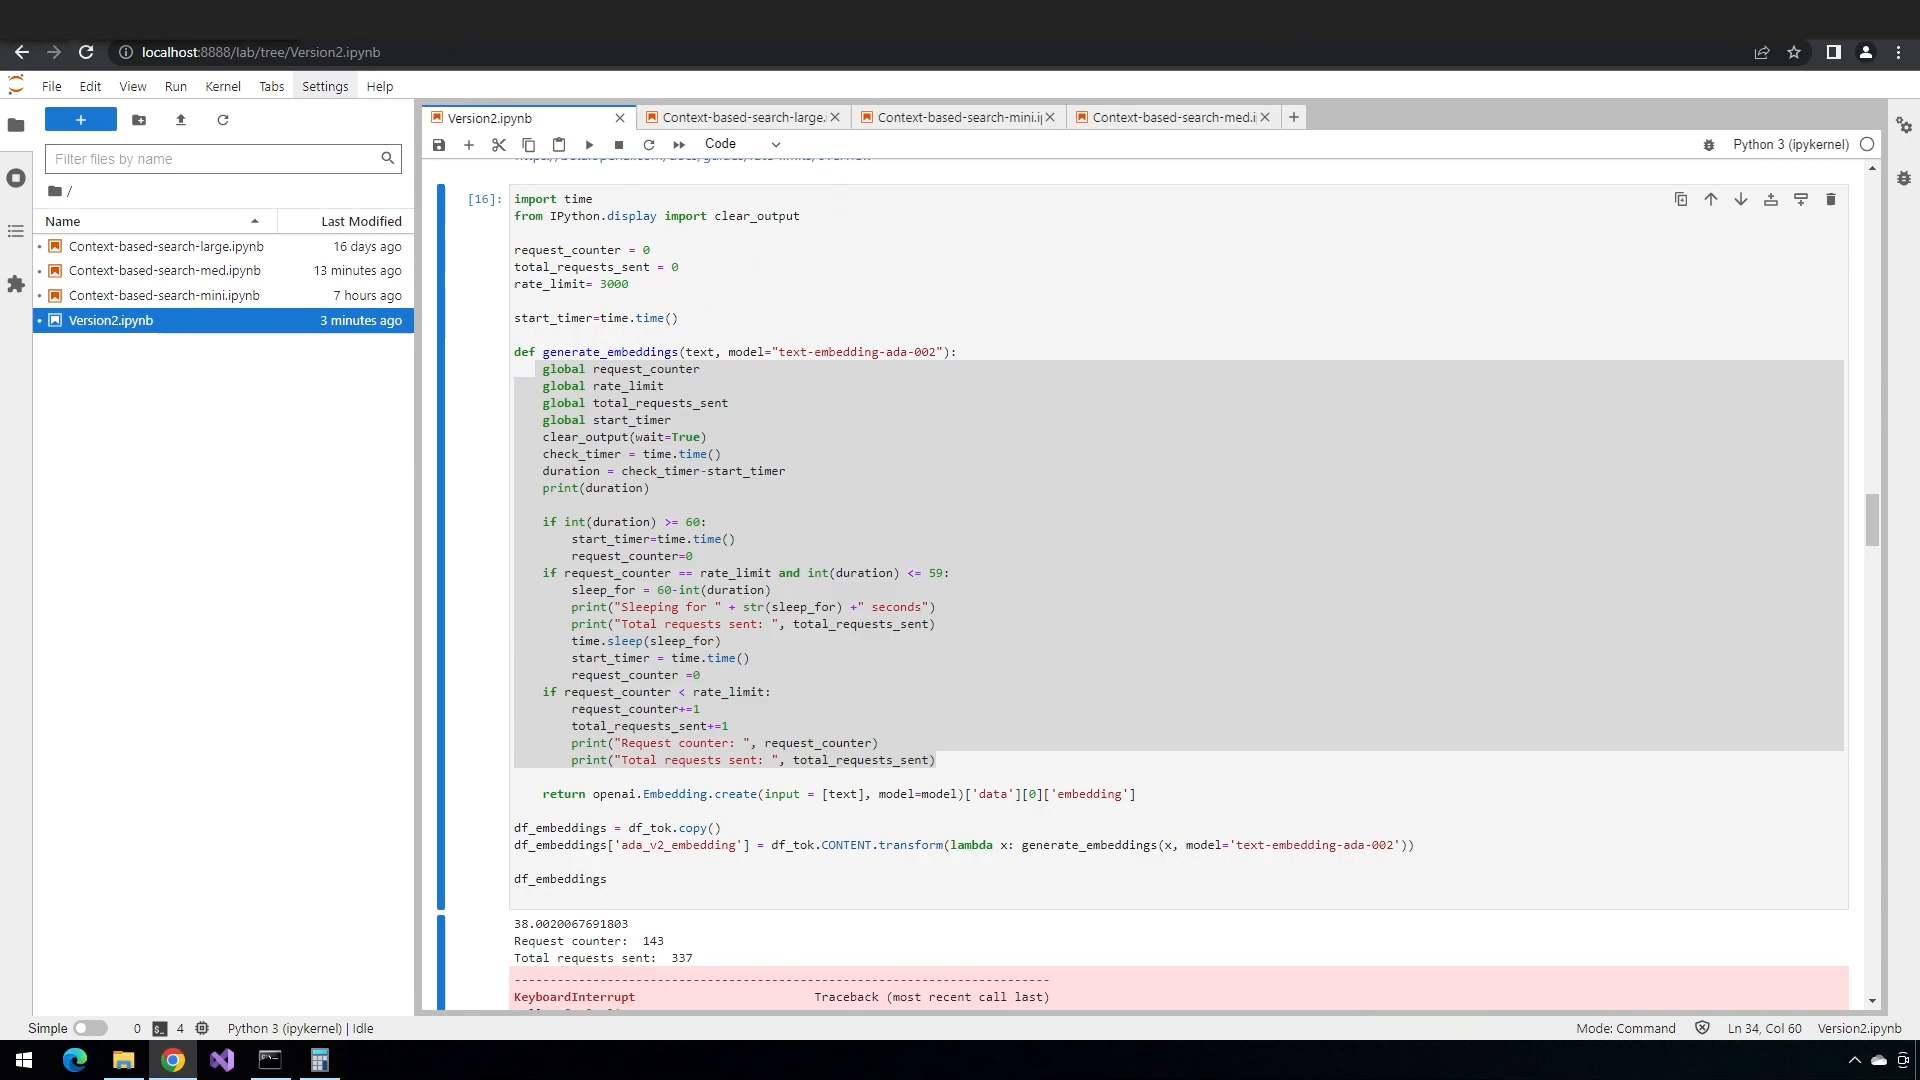 localhost:8888/lab/tree/Version2.ipynb
File Edit View Run Kernel Tabs Settings Help
+
Filter files by name
/
Name Last Modified
Context-based-search-large.ipynb 16 days ago
Context-based-search-med.ipynb 13 minutes ago
Context-based-search-mini.ipynb 7 hours ago
Version2.ipynb 3 minutes ago
Version2.ipynb Context-based-search-large. Context-based-search-mini.i Context-based-search-med.i
Code Python 3 (ipykernel)
[16]: import time
from IPython.display import clear_output
request_counter = 0
total_requests_sent = 0
rate_limit= 3000
start_timer=time.time()
def generate_embeddings(text, model="text-embedding-ada-002"):
global request_counter
global rate_limit
global total_requests_sent
global start_timer
clear_output(wait=True)
check_timer = time.time()
duration = check_timer-start_timer
print(duration)
if int(duration) >= 60:
start_timer=time.time()
request_counter=0
if request_counter == rate_limit and int(duration) <= 59:
sleep_for = 60-int(duration)
print("Sleeping for " + str(sleep_for) +" seconds")
print("Total requests sent: ", total_requests_sent)
time.sleep(sleep_for)
start_timer = time.time()
request_counter =0
if request_counter < rate_limit:
request_counter+=1
total_requests_sent+=1
print("Request counter: ", request_counter)
print("Total requests sent: ", total_requests_sent)
return openai.Embedding.create(input = [text], model=model)['data'][0]['embedding']
df_embeddings = df_tok.copy()
df_embeddings['ada_v2_embedding'] = df_tok.CONTENT.transform(lambda x: generate_embeddings(x, model='text-embedding-ada-002'))
df_embeddings
38.0020067691803
Request counter: 143
Total requests sent: 337
---------------------------------------------------------------------------
KeyboardInterrupt Traceback (most recent call last)
Simple 0 4 Python 3 (ipykernel) | Idle Mode: Command Ln 34, Col 60 Version2.ipynb